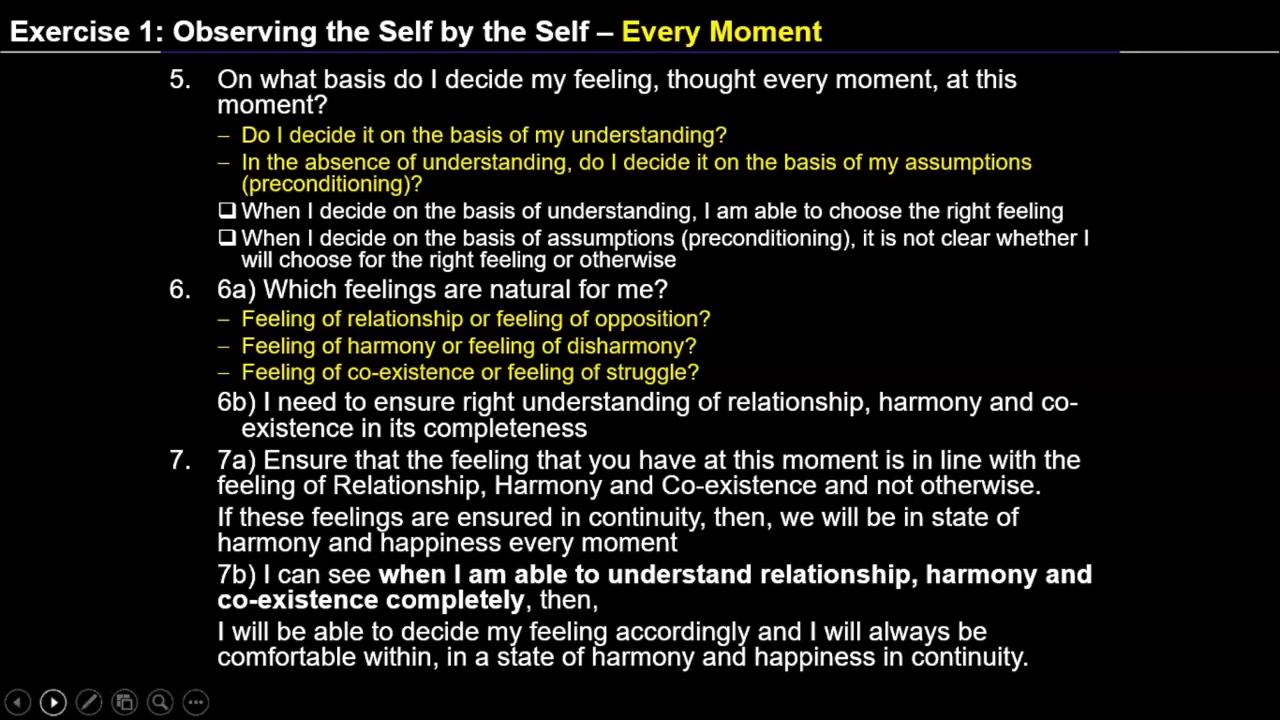 Exercise 1: Observing the Self by the Self – Every Moment
5. On what basis do I decide my feeling, thought every moment, at this
moment?
– Do I decide it on the basis of my understanding?
– In the absence of understanding, do I decide it on the basis of my assumptions
(preconditioning)?
❑ When I decide on the basis of understanding, I am able to choose the right feeling
❑ When I decide on the basis of assumptions (preconditioning), it is not clear whether I
will choose for the right feeling or otherwise
6. 6a) Which feelings are natural for me?
– Feeling of relationship or feeling of opposition?
– Feeling of harmony or feeling of disharmony?
– Feeling of co-existence or feeling of struggle?
6b) I need to ensure right understanding of relationship, harmony and co-
existence in its completeness
7. 7a) Ensure that the feeling that you have at this moment is in line with the
feeling of Relationship, Harmony and Co-existence and not otherwise.
If these feelings are ensured in continuity, then, we will be in state of
harmony and happiness every moment
7b) I can see when I am able to understand relationship, harmony and
co-existence completely, then,
I will be able to decide my feeling accordingly and I will always be
comfortable within, in a state of harmony and happiness in continuity.